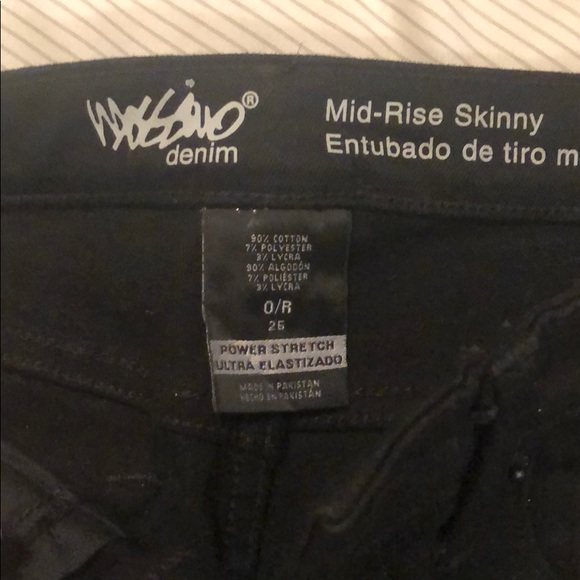 MOSSIMO®
denim
Mid-Rise Skinny
Entubado de tiro m
90% COTTON
7% POLYESTER
3% LYCRA
90% ALGODÓN
7% POLIÉSTER
3% LYCRA
0/R
25
POWER STRETCH
ULTRA ELASTIZADO
MADE IN PAKISTAN
HECHO EN PAKISTÁN